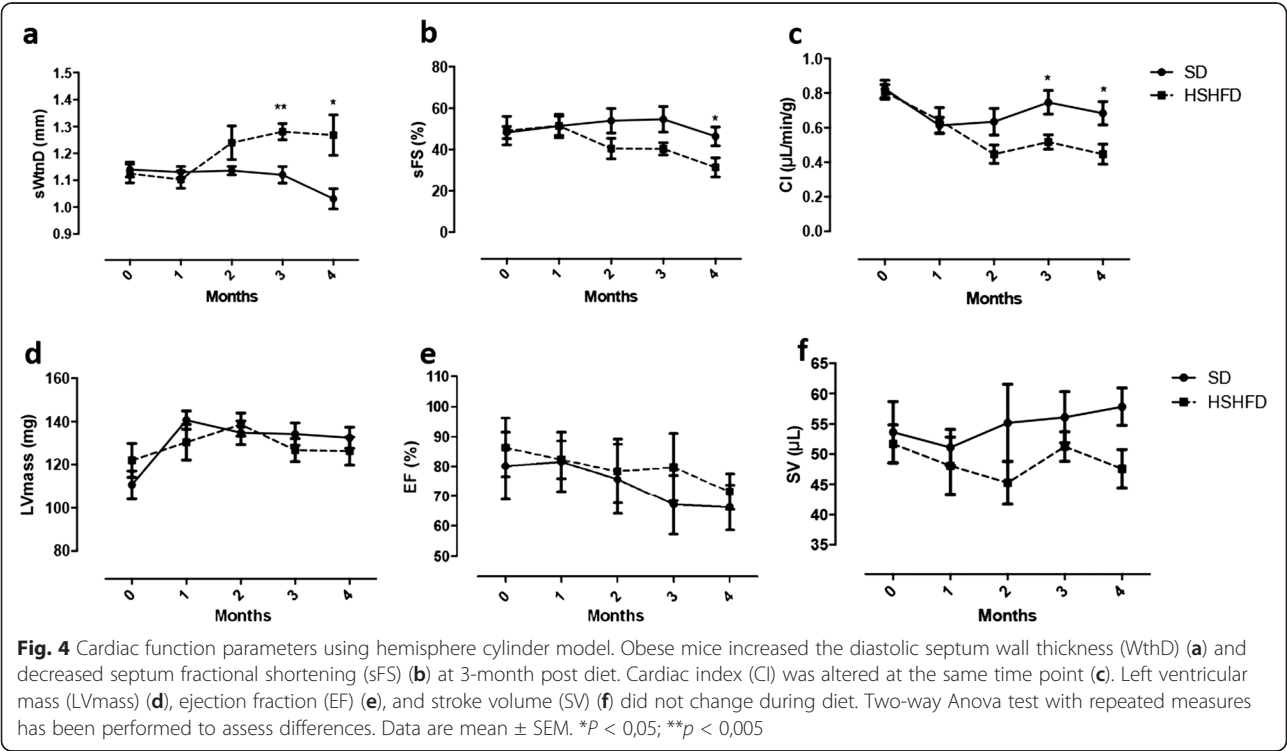 a
sWtnD (mm)
1.5
1.4
1.3
1.2
1.1
1.0
0.9
**
*
0 1 2 3 4
Months
b
sFS (%)
80
60
40
20
0
*
0 1 2 3 4
Months
c
CI (µL/min/g)
1.0
0.8
0.6
0.4
0.2
0.0
*
*
0 1 2 3 4
Months
SD
HSHFD
d
LVmass (mg)
160
140
120
100
80
0 1 2 3 4
Months
e
EF (%)
110
100
90
80
70
60
50
0 1 2 3 4
Months
f
SV (µL)
65
60
55
50
45
40
35
0 1 2 3 4
Months
SD
HSHFD
Fig. 4 Cardiac function parameters using hemisphere cylinder model. Obese mice increased the diastolic septum wall thickness (WthD) (a) and
decreased septum fractional shortening (sFS) (b) at 3-month post diet. Cardiac index (CI) was altered at the same time point (c). Left ventricular
mass (LVmass) (d), ejection fraction (EF) (e), and stroke volume (SV) (f) did not change during diet. Two-way Anova test with repeated measures
has been performed to assess differences. Data are mean ± SEM. *P < 0,05; **p < 0,005